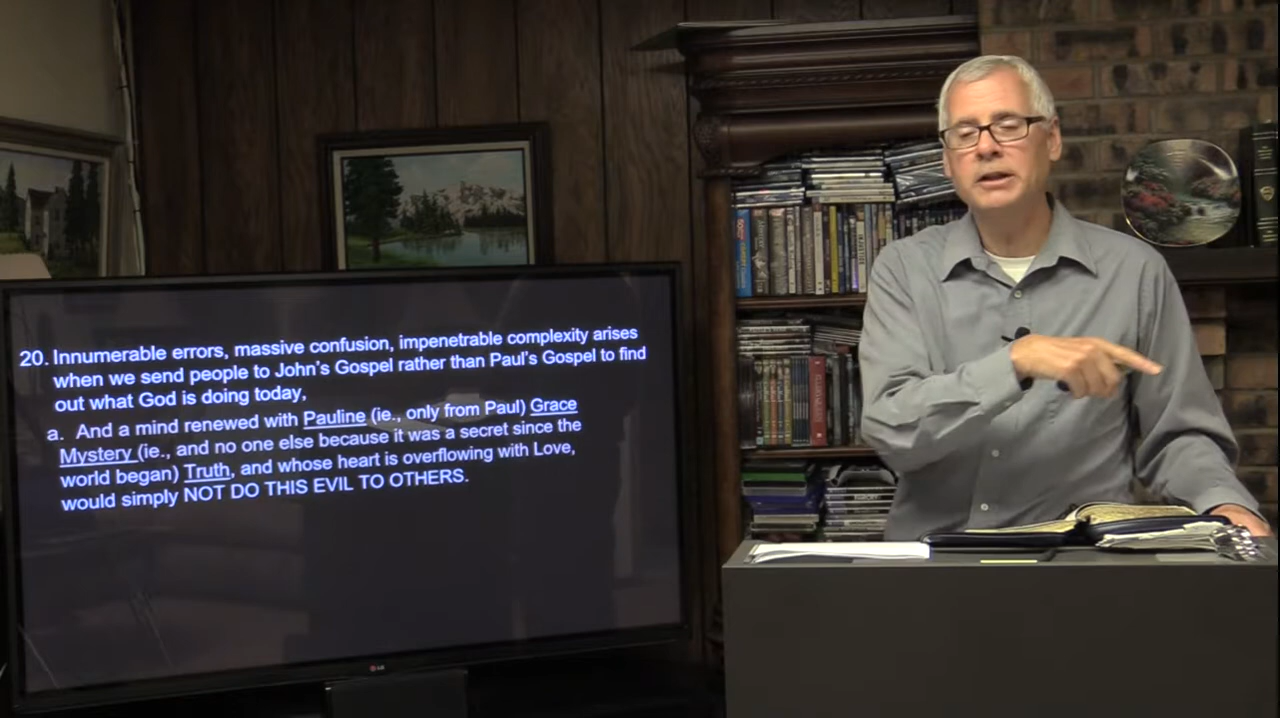 20. Innumerable errors, massive confusion, impenetrable complexity arises
when we send people to John's Gospel rather than Paul's Gospel to find
out what God is doing today,
a. And a mind renewed with Pauline (ie., only from Paul) Grace
Mystery (ie., and no one else because it was a secret since the
world began) Truth, and whose heart is overflowing with Love,
would simply NOT DO THIS EVIL TO OTHERS.
LG